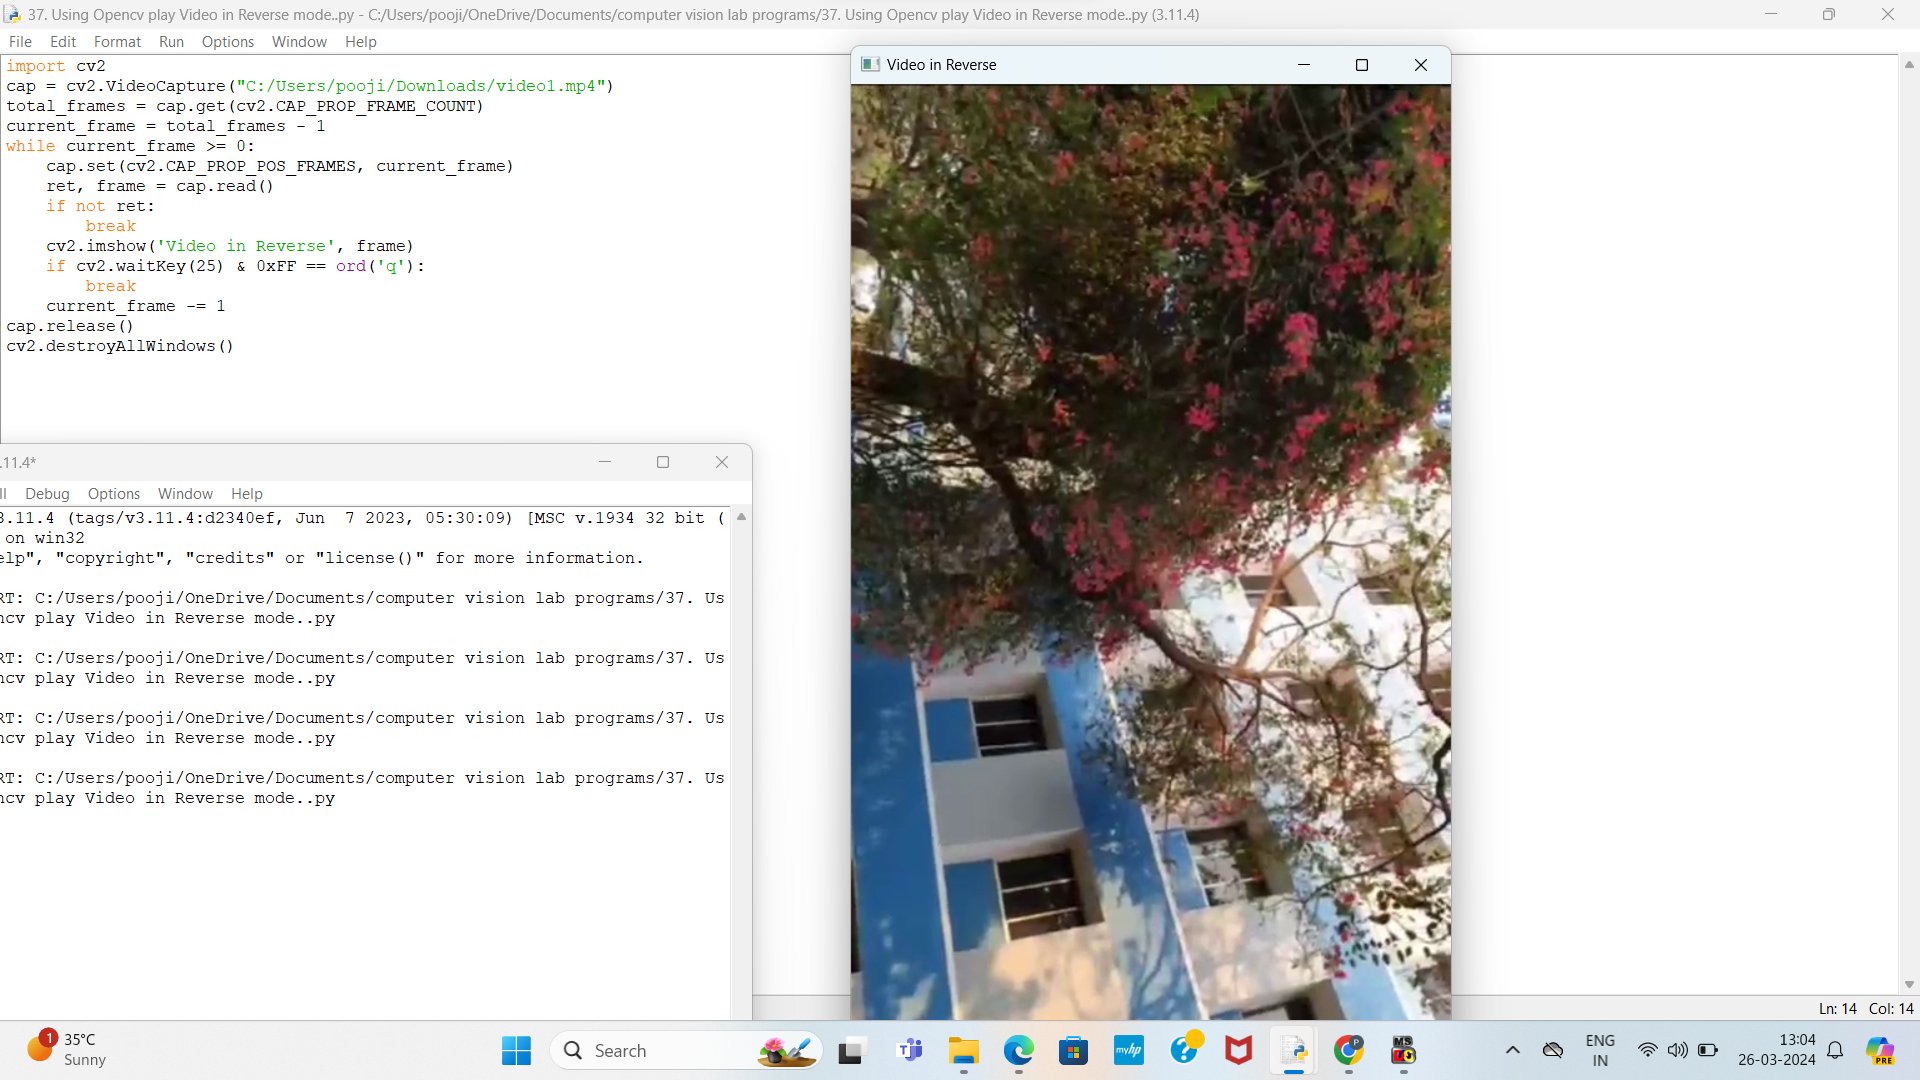 37. Using Opencv play Video in Reverse mode..py - C:/Users/pooji/OneDrive/Documents/computer vision lab programs/37. Using Opencv play Video in Reverse mode..py (3.11.4)
File Edit Format Run Options Window Help
import cv2
cap = cv2.VideoCapture("C:/Users/pooji/Downloads/video1.mp4")
total_frames = cap.get(cv2.CAP_PROP_FRAME_COUNT)
current_frame = total_frames - 1
while current_frame >= 0:
    cap.set(cv2.CAP_PROP_POS_FRAMES, current_frame)
    ret, frame = cap.read()
    if not ret:
        break
    cv2.imshow('Video in Reverse', frame)
    if cv2.waitKey(25) & 0xFF == ord('q'):
        break
    current_frame -= 1
cap.release()
cv2.destroyAllWindows()
Video in Reverse
.11.4*
ll Debug Options Window Help
3.11.4 (tags/v3.11.4:d2340ef, Jun  7 2023, 05:30:09) [MSC v.1934 32 bit (
on win32
elp", "copyright", "credits" or "license()" for more information.
RT: C:/Users/pooji/OneDrive/Documents/computer vision lab programs/37. Us
ncv play Video in Reverse mode..py
RT: C:/Users/pooji/OneDrive/Documents/computer vision lab programs/37. Us
ncv play Video in Reverse mode..py
RT: C:/Users/pooji/OneDrive/Documents/computer vision lab programs/37. Us
ncv play Video in Reverse mode..py
RT: C:/Users/pooji/OneDrive/Documents/computer vision lab programs/37. Us
ncv play Video in Reverse mode..py
Ln: 14 Col: 14
1
35°C
Sunny
Search
myhp
P
MS
ENG
IN
13:04
26-03-2024
PRE